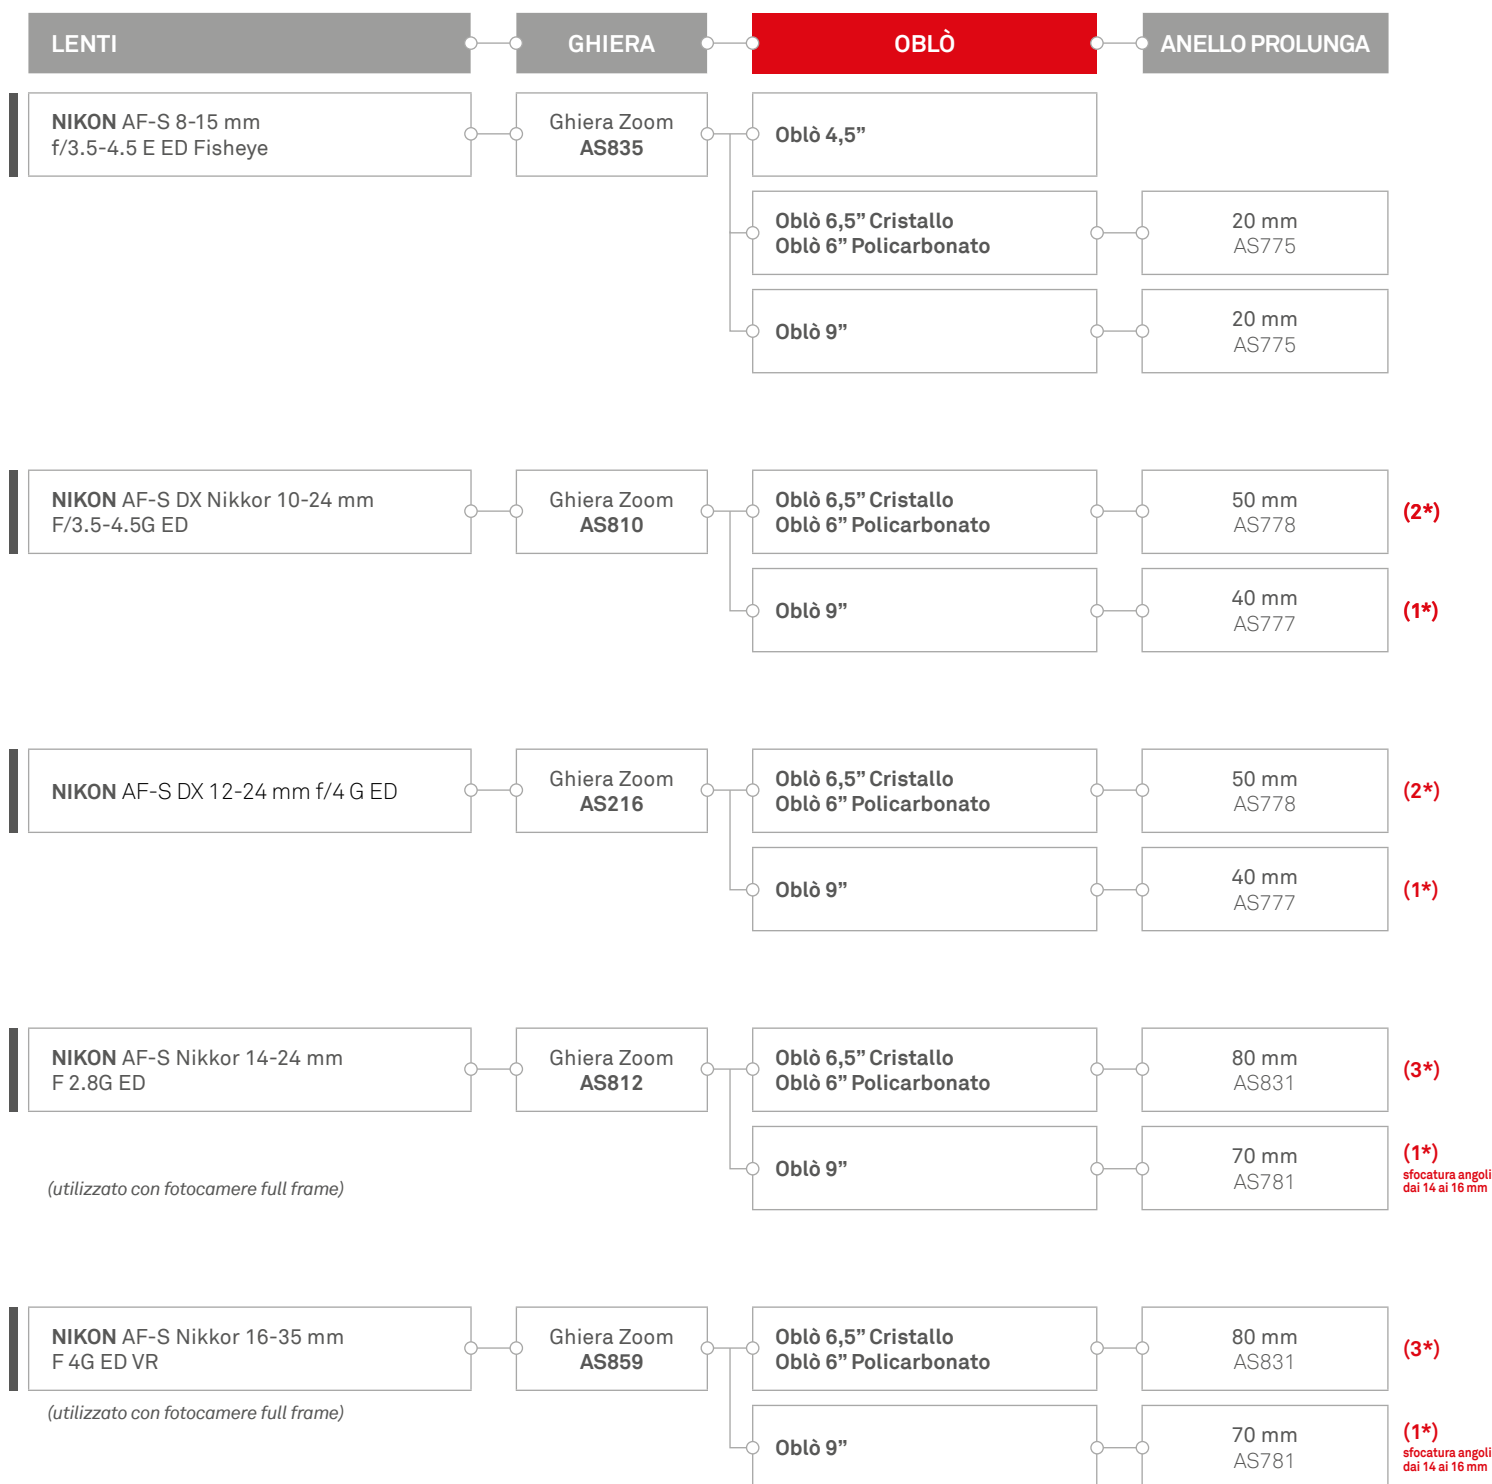 LENTI
GHIERA
OBLÒ
ANELLO PROLUNGA
NIKON AF-S 8-15 mm
f/3.5-4.5 E ED Fisheye
Ghiera Zoom
AS835
Oblò 4,5”
Oblò 6,5” Cristallo
Oblò 6” Policarbonato
20 mm
AS775
Oblò 9”
20 mm
AS775
NIKON AF-S DX Nikkor 10-24 mm
F/3.5-4.5G ED
Ghiera Zoom
AS810
Oblò 6,5” Cristallo
Oblò 6” Policarbonato
50 mm
AS778
(2*)
Oblò 9”
40 mm
AS777
(1*)
NIKON AF-S DX 12-24 mm f/4 G ED
Ghiera Zoom
AS216
Oblò 6,5” Cristallo
Oblò 6” Policarbonato
50 mm
AS778
(2*)
Oblò 9”
40 mm
AS777
(1*)
NIKON AF-S Nikkor 14-24 mm
F 2.8G ED
Ghiera Zoom
AS812
Oblò 6,5” Cristallo
Oblò 6” Policarbonato
80 mm
AS831
(3*)
(utilizzato con fotocamere full frame)
Oblò 9”
70 mm
AS781
(1*)
sfocatura angoli
dai 14 ai 16 mm
NIKON AF-S Nikkor 16-35 mm
F 4G ED VR
Ghiera Zoom
AS859
Oblò 6,5” Cristallo
Oblò 6” Policarbonato
80 mm
AS831
(3*)
(utilizzato con fotocamere full frame)
Oblò 9”
70 mm
AS781
(1*)
sfocatura angoli
dai 14 ai 16 mm